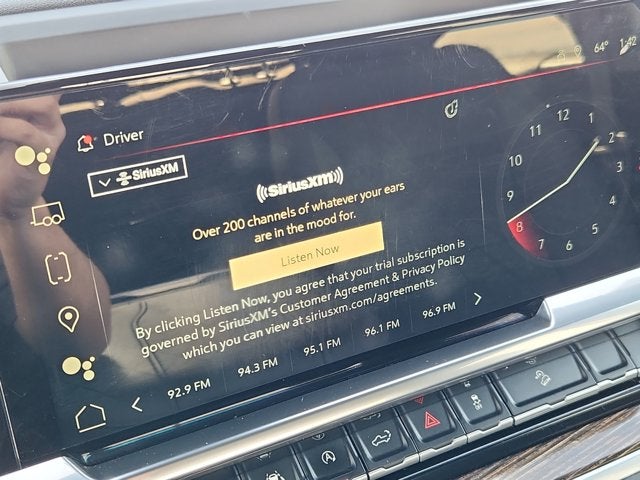 64° 1:42
Driver
SiriusXM
((SiriusXM))
Over 200 channels of whatever your ears
are in the mood for.
Listen Now
By clicking Listen Now, you agree that your trial subscription is
governed by SiriusXM's Customer Agreement & Privacy Policy
which you can view at siriusxm.com/agreements.
92.9 FM 94.3 FM 95.1 FM 96.1 FM 96.9 FM
12
11 1
10 2
9 3
8 4
7 6 5